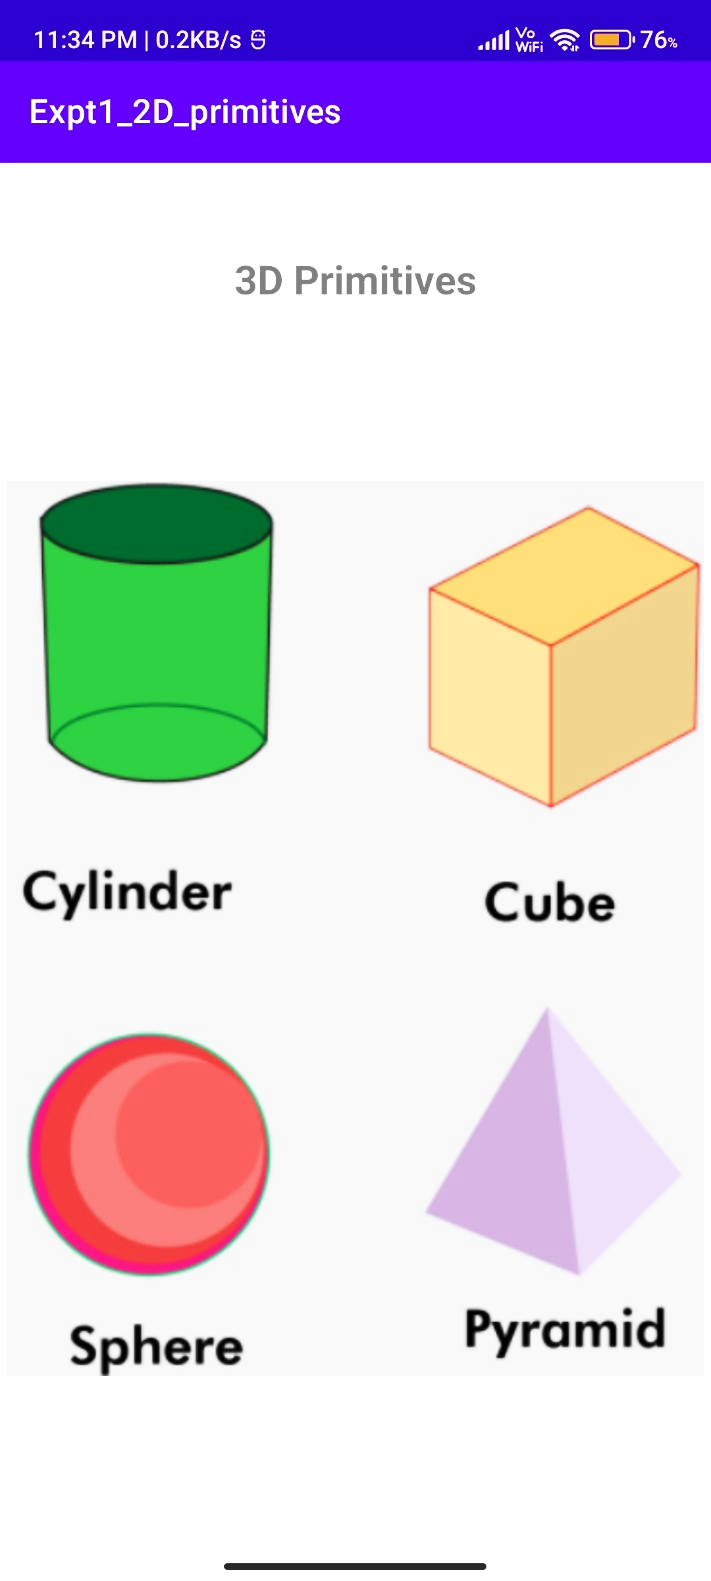 11:34 PM | 0.2KB/s Vo WiFi 76%
Expt1_2D_primitives
3D Primitives
Cylinder
Cube
Sphere
Pyramid